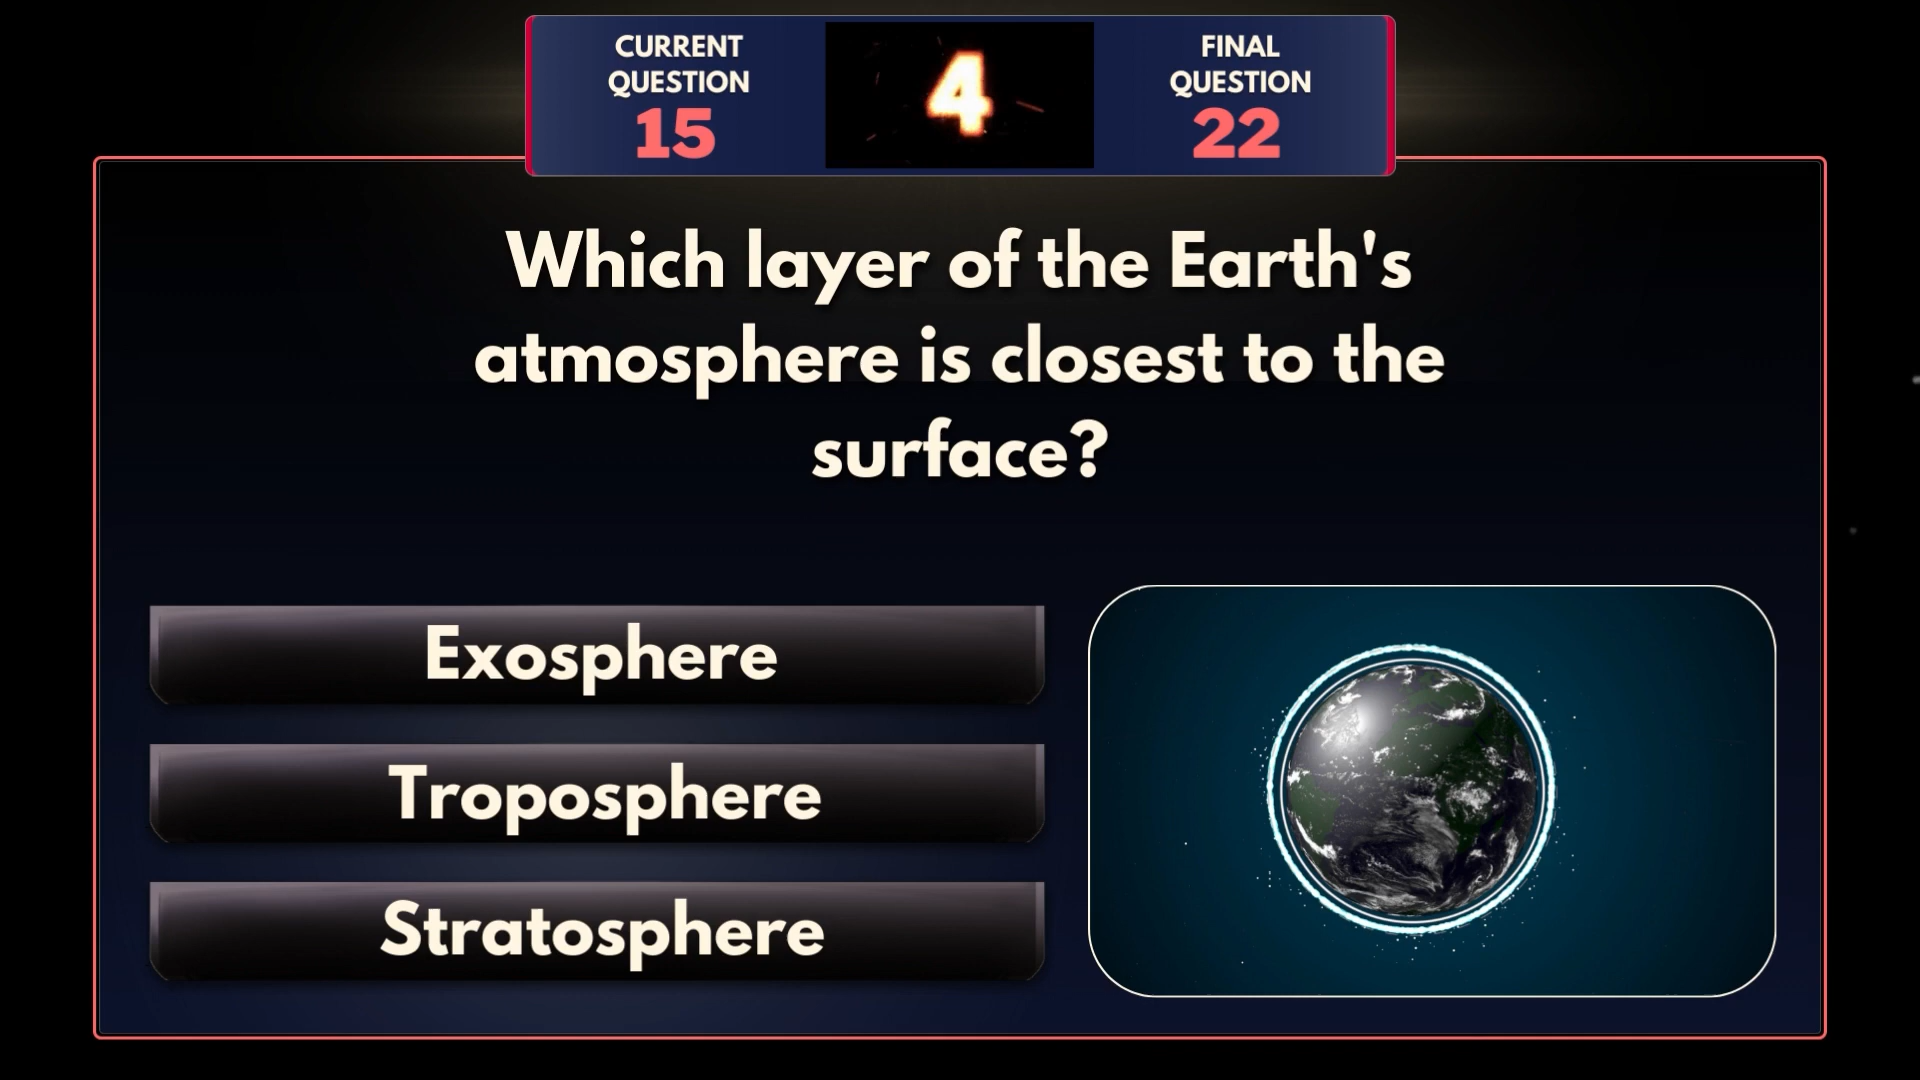 CURRENT
QUESTION
15
4
FINAL
QUESTION
22
Which layer of the Earth's
atmosphere is closest to the
surface?
Exosphere
Troposphere
Stratosphere